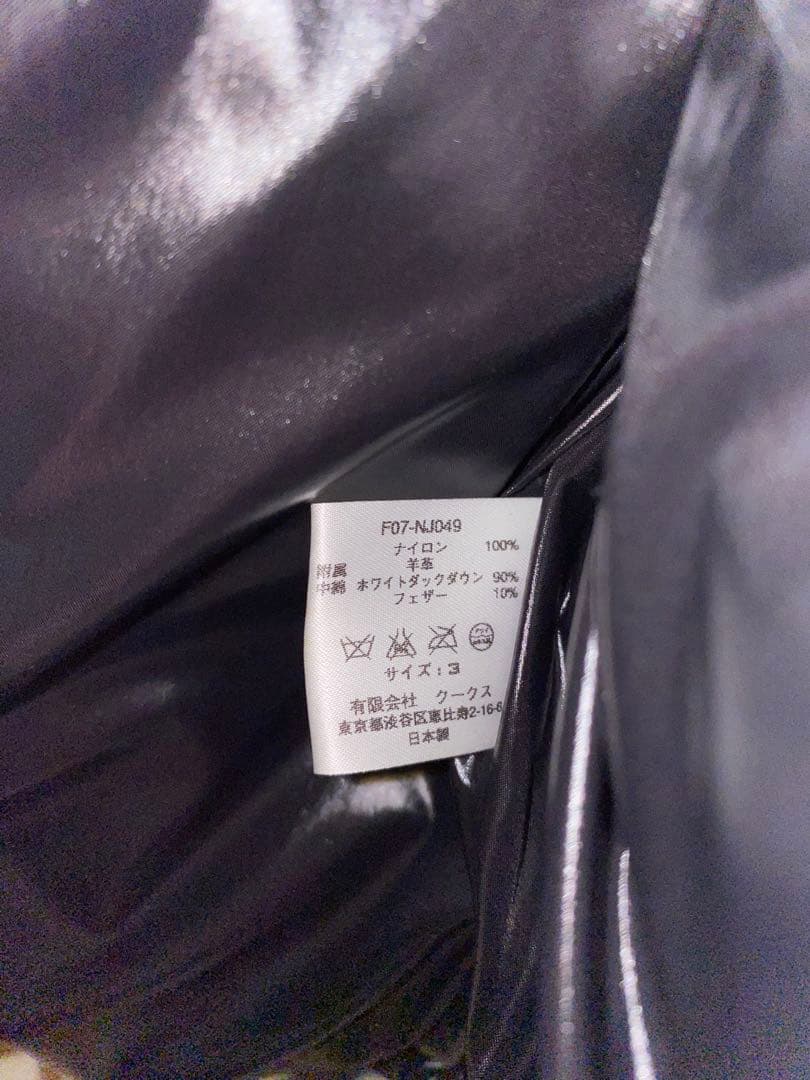 F07-NJ049
ナイロン 100%
附属 羊革
中綿 ホワイトダックダウン 90%
フェザー 10%
サイズ:3
有限会社 クークス
東京都渋谷区恵比寿2-16-6
日本製